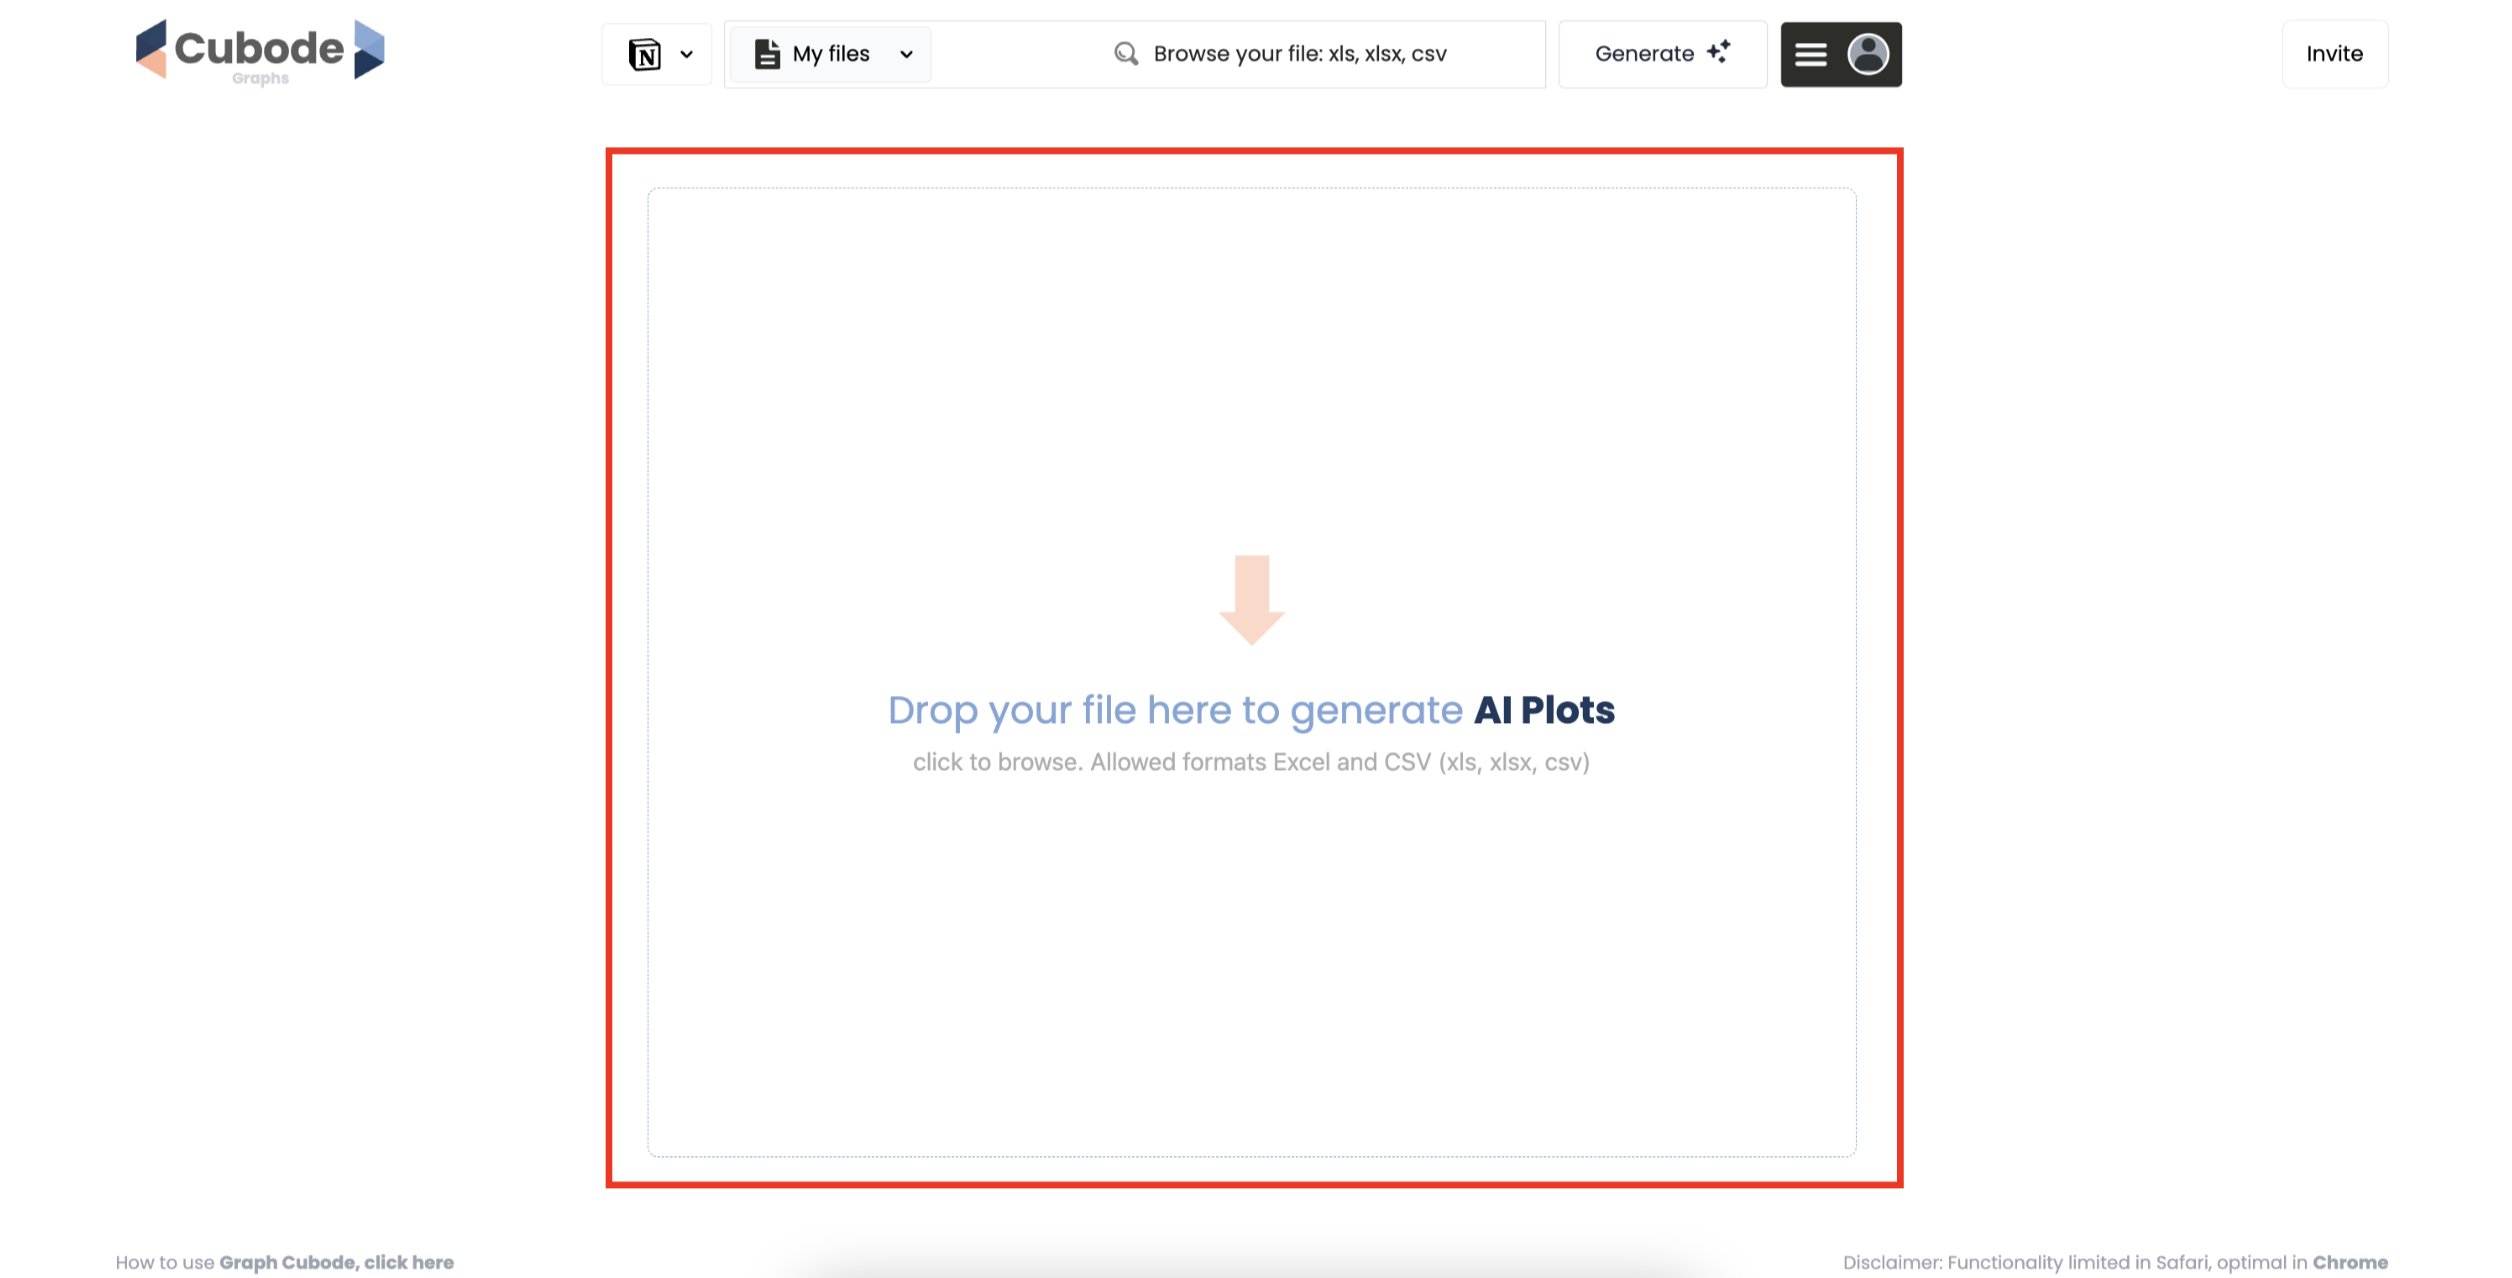 Cubode
Graphs
N
My files
Browse your file: xls, xlsx, csv
Generate
Invite
Drop your file here to generate AI Plots
click to browse. Allowed formats Excel and CSV (xls, xlsx, csv)
How to use Graph Cubode, click here
Disclaimer: Functionality limited in Safari, optimal in Chrome